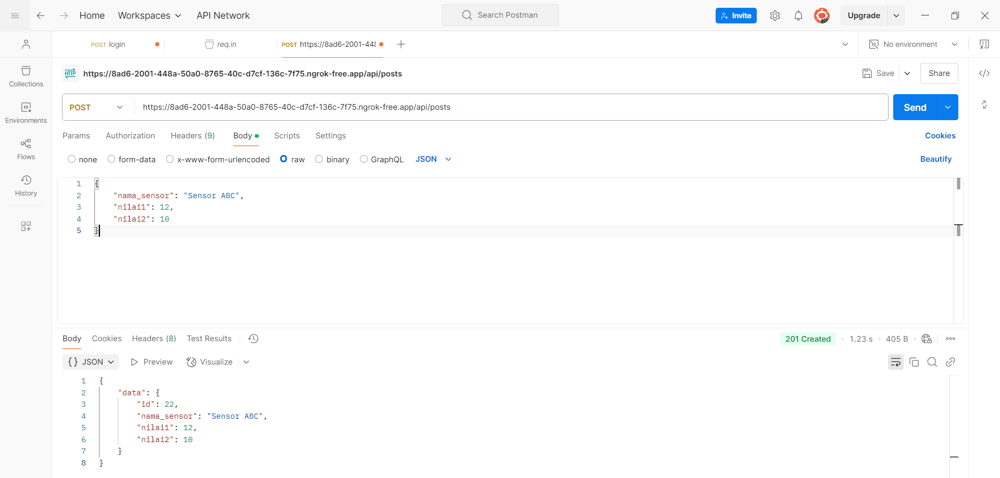 Home Workspaces API Network Search Postman Invite Upgrade
POST login req.in POST https://8ad6-2001-448 No environment
https://8ad6-2001-448a-50a0-8765-40c-d7cf-136c-7f75.ngrok-free.app/api/posts Save Share
Collections
POST https://8ad6-2001-448a-50a0-8765-40c-d7cf-136c-7f75.ngrok-free.app/api/posts Send
Environments
Params Authorization Headers (9) Body Scripts Settings Cookies
Flows
none form-data x-www-form-urlencoded raw binary GraphQL JSON Beautify
History
1 {
2 "nama_sensor": "Sensor ABC",
3 "nilai1": 12,
4 "nilai2": 10
5 }
Body Cookies Headers (8) Test Results 201 Created 1.23 s 405 B
{} JSON Preview Visualize
1 {
2 "data": {
3 "id": 22,
4 "nama_sensor": "Sensor ABC",
5 "nilai1": 12,
6 "nilai2": 10
7 }
8 }